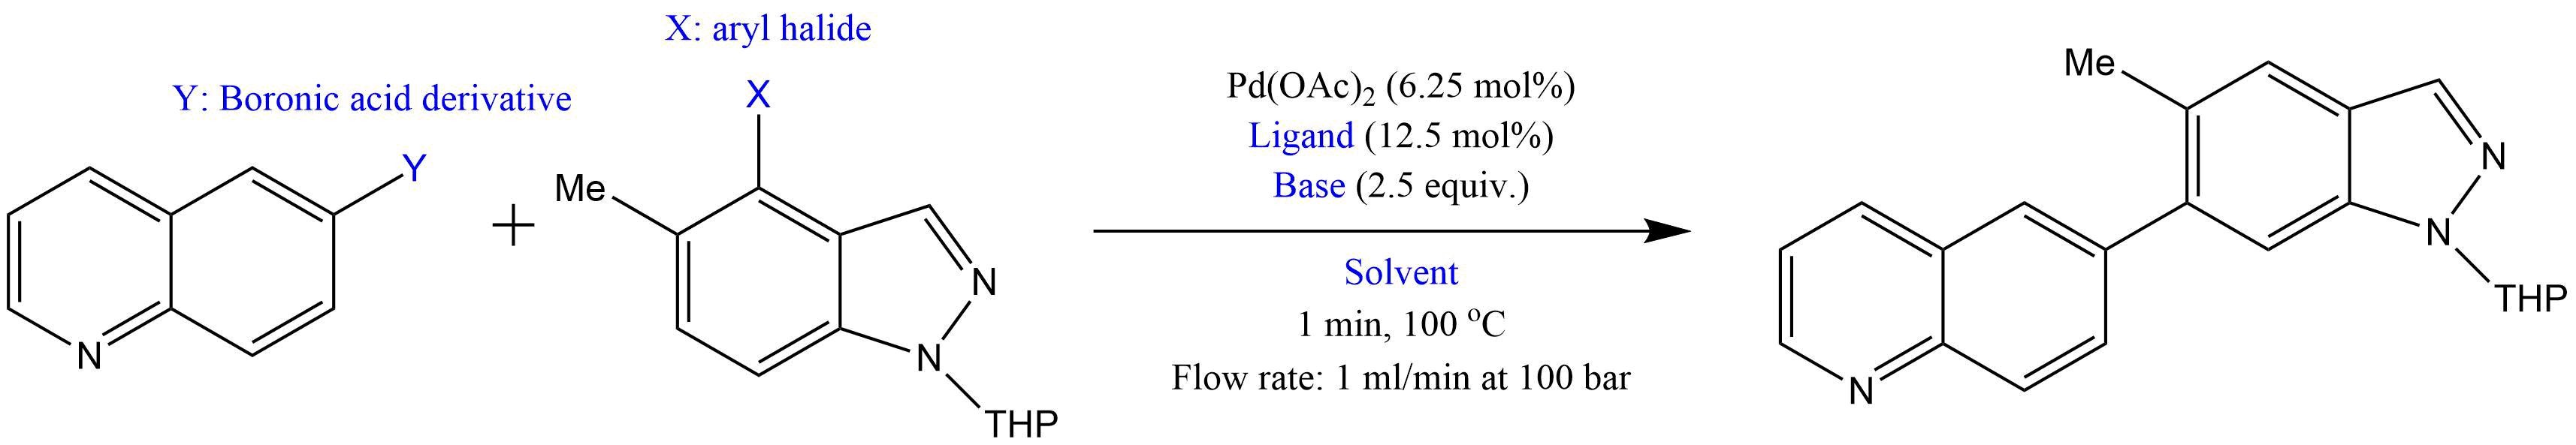 X: aryl halide
Y: Boronic acid derivative
X
Y
Me
N
N
N
THP
+
Pd(OAc)₂ (6.25 mol%)
Ligand (12.5 mol%)
Base (2.5 equiv.)
Solvent
1 min, 100 ºC
Flow rate: 1 ml/min at 100 bar
Me
N
N
THP
N